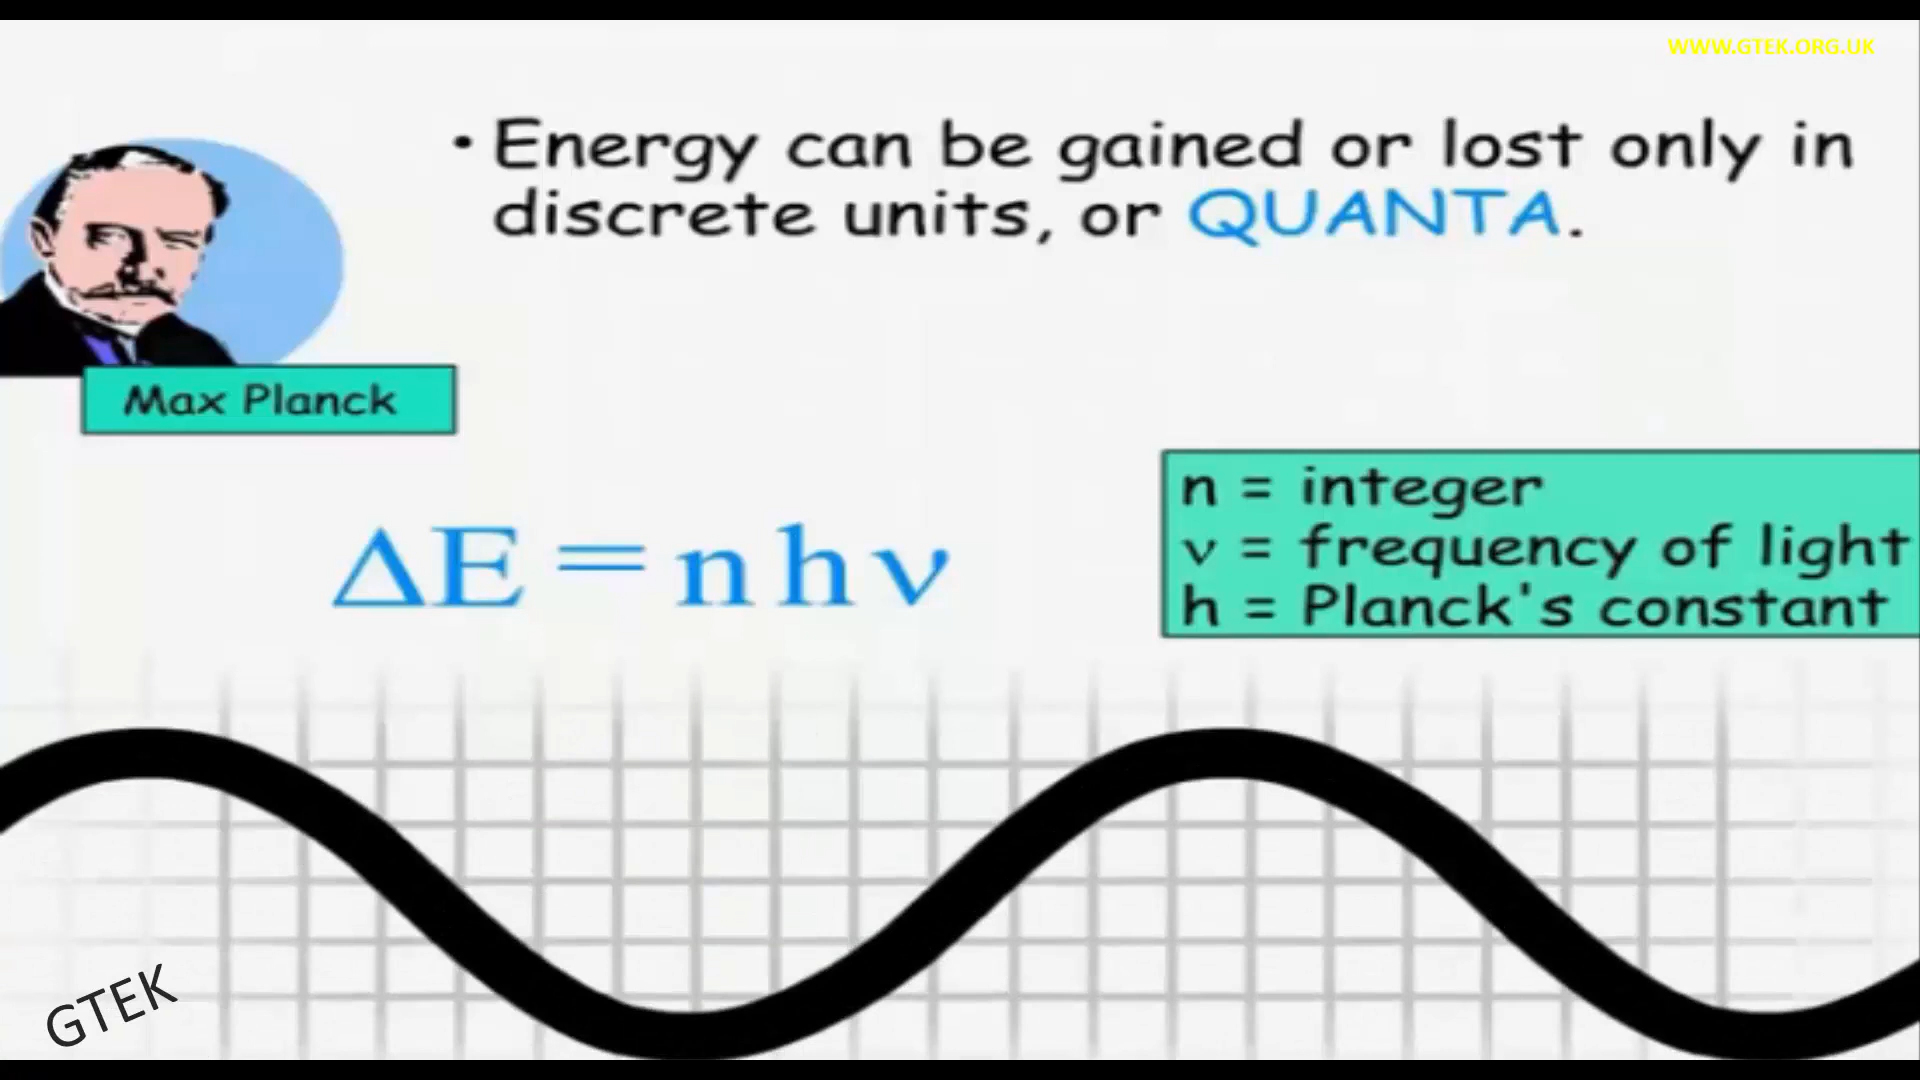 WWW.GTEK.ORG.UK
• Energy can be gained or lost only in
discrete units, or QUANTA.
Max Planck
ΔE = n h ν
n = integer
ν = frequency of light
h = Planck's constant
GTEK